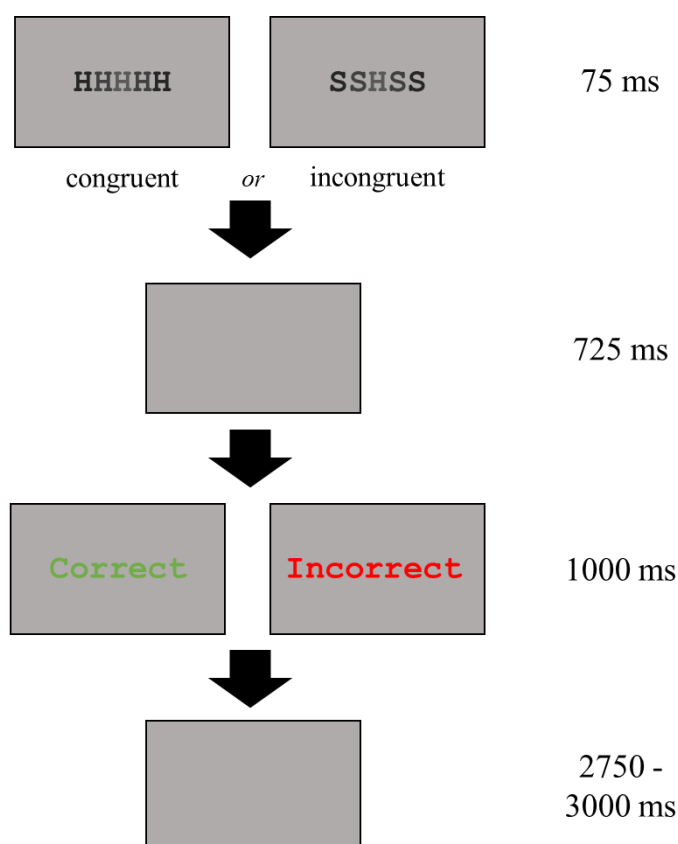 HHHHH SSHSS 75 ms
congruent or incongruent
725 ms
Correct Incorrect 1000 ms
2750 -
3000 ms